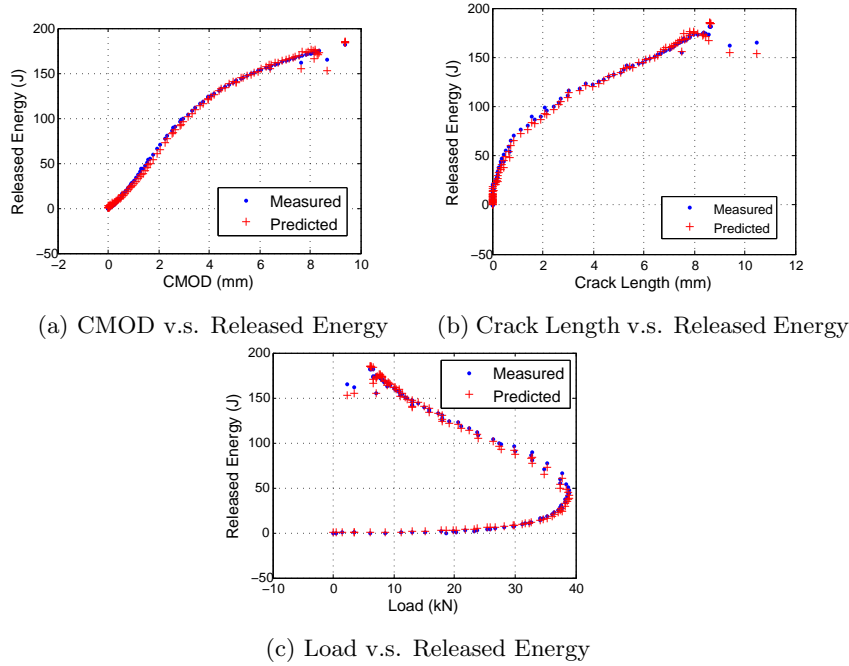 200
150
100
50
0
−50
Released Energy (J)
−2 0 2 4 6 8 10
CMOD (mm)
Measured
Predicted
(a) CMOD v.s. Released Energy
200
150
100
50
0
−50
Released Energy (J)
0 2 4 6 8 10 12
Crack Length (mm)
Measured
Predicted
(b) Crack Length v.s. Released Energy
200
150
100
50
0
−50
Released Energy (J)
−10 0 10 20 30 40
Load (kN)
Measured
Predicted
(c) Load v.s. Released Energy